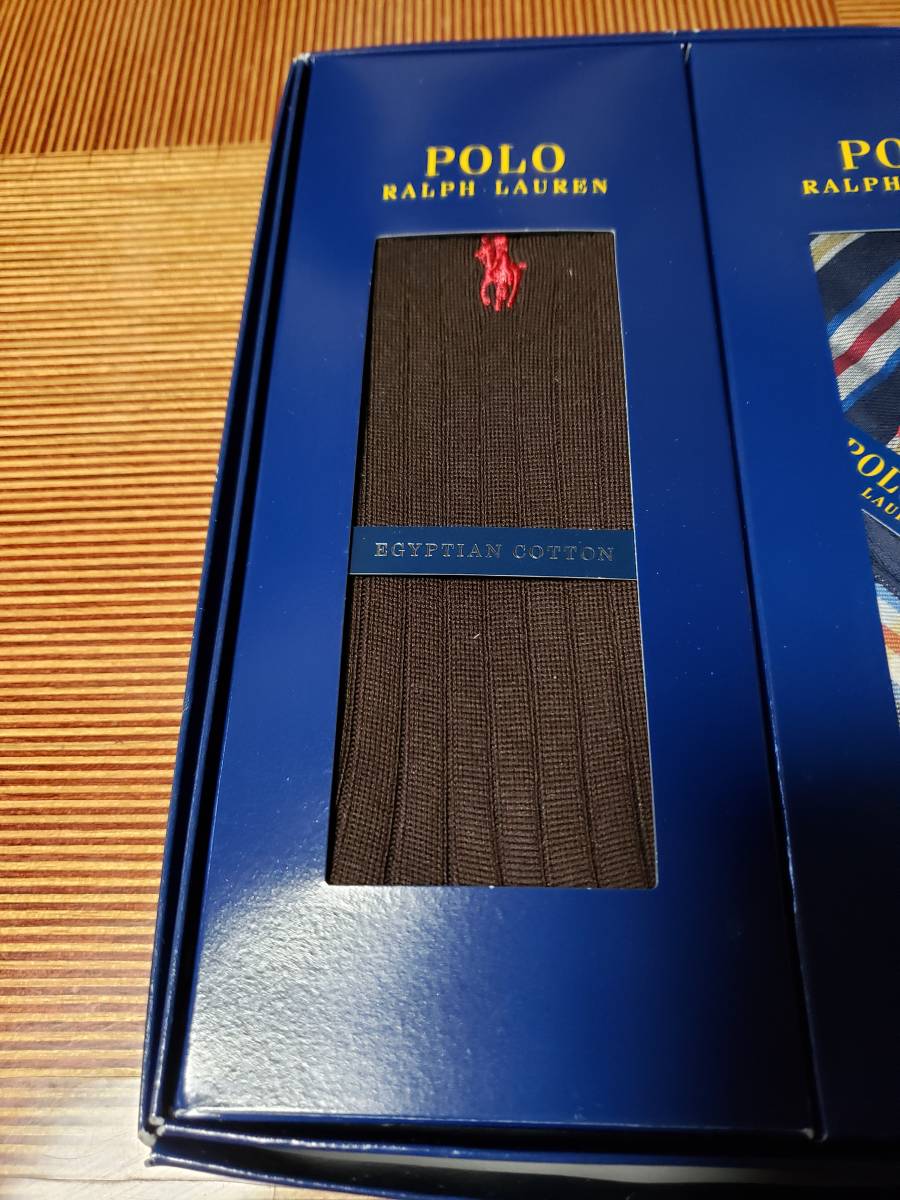 POLO
RALPH LAUREN
EGYPTIAN COTTON
PO
RALPH
POL
LAU